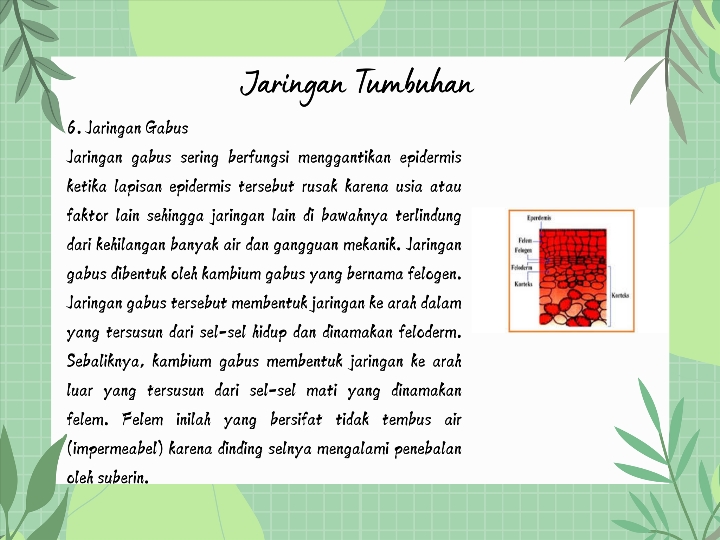 Jaringan Tumbuhan
6. Jaringan Gabus
Jaringan gabus sering berfungsi menggantikan epidermis
ketika lapisan epidermis tersebut rusak karena usia atau
faktor lain sehingga jaringan lain di bawahnya terlindung
dari kehilangan banyak air dan gangguan mekanik. Jaringan
gabus dibentuk oleh kambium gabus yang bernama felogen.
Jaringan gabus tersebut membentuk jaringan ke arah dalam
yang tersusun dari sel-sel hidup dan dinamakan feloderm.
Sebaliknya, kambium gabus membentuk jaringan ke arah
luar yang tersusun dari sel-sel mati yang dinamakan
felem. Felem inilah yang bersifat tidak tembus air
(impermeabel) karena dinding selnya mengalami penebalan
oleh suberin.
Eperdemis
Felem
Felogen
Feloderm
Korteks
Korteks